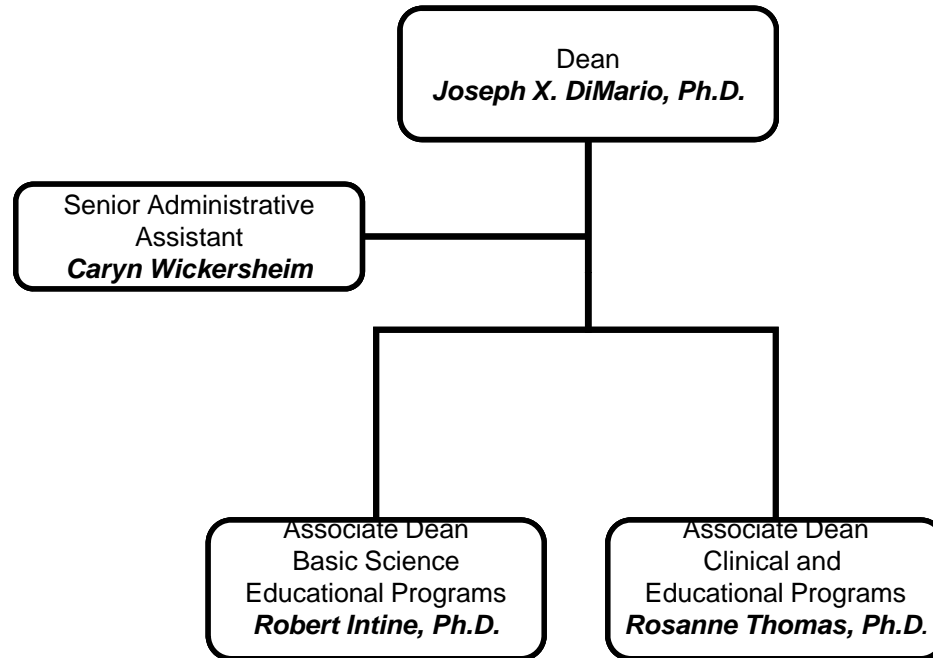 Dean
Joseph X. DiMario, Ph.D.
Senior Administrative
Assistant
Caryn Wickersheim
Associate Dean
Basic Science
Educational Programs
Robert Intine, Ph.D.
Associate Dean
Clinical and
Educational Programs
Rosanne Thomas, Ph.D.